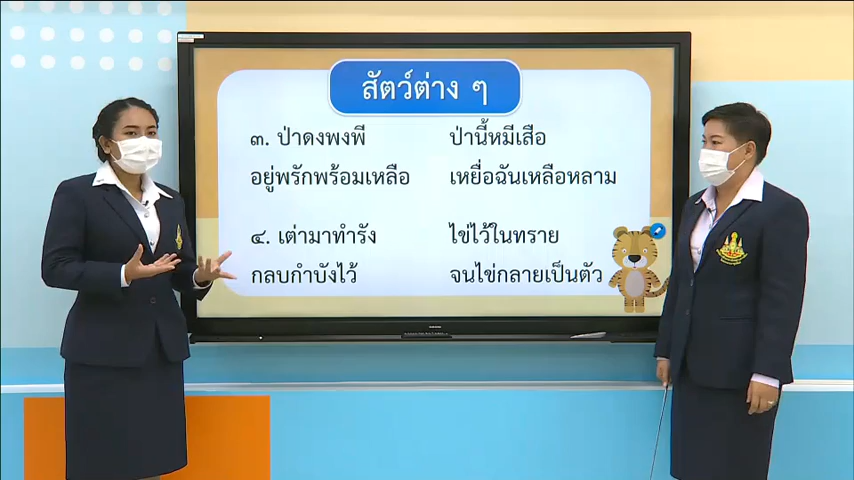 สัตว์ต่าง ๆ
๓. ป่าดงพงพี ป่านี้หมีเสือ
อยู่พรักพร้อมเหลือ เหยื่อฉันเหลือหลาม
๔. เต่ามาทำรัง ไข่ไว้ในทราย
กลบกำบังไว้ จนไข่กลายเป็นตัว